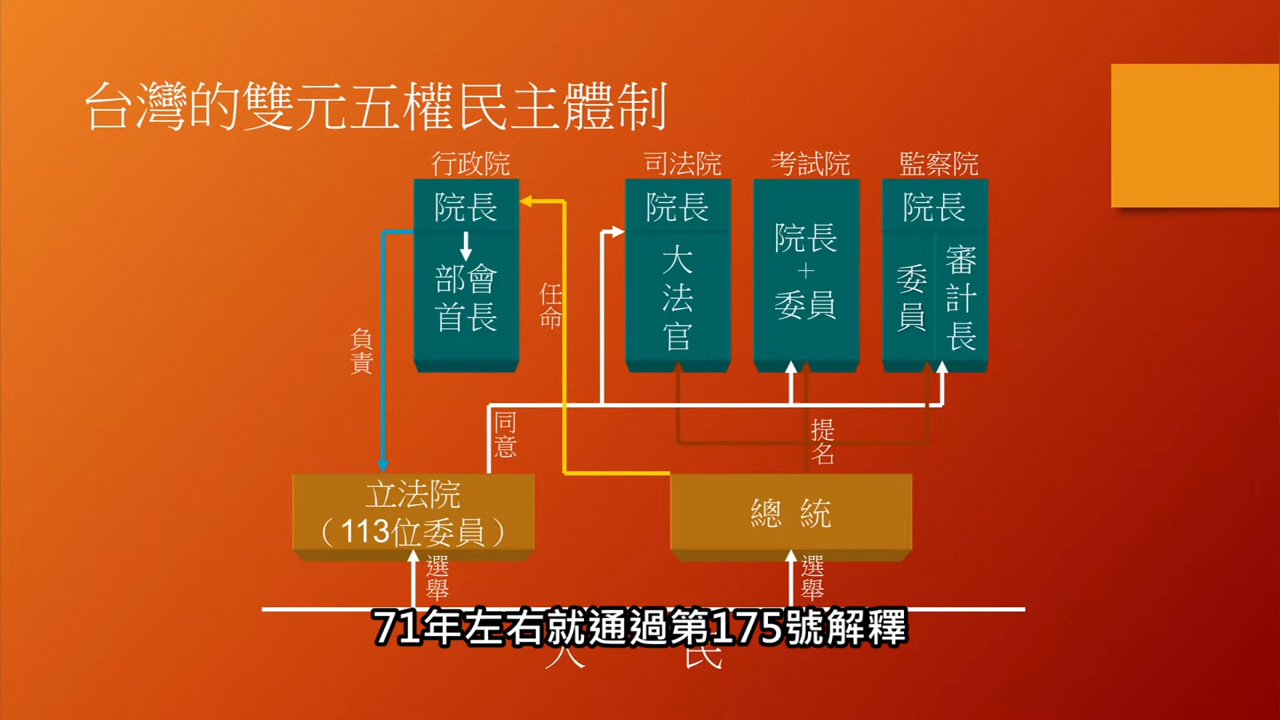 台灣的雙元五權民主體制
行政院
司法院
考試院
監察院
院長
部會
首長
院長
大
法
官
院長
+
委員
院長
委
員
審
計
長
任
命
負
責
同
意
提
名
立法院
（113位委員）
總 統
選
舉
選
舉
71年左右就通過第175號解釋
人 民